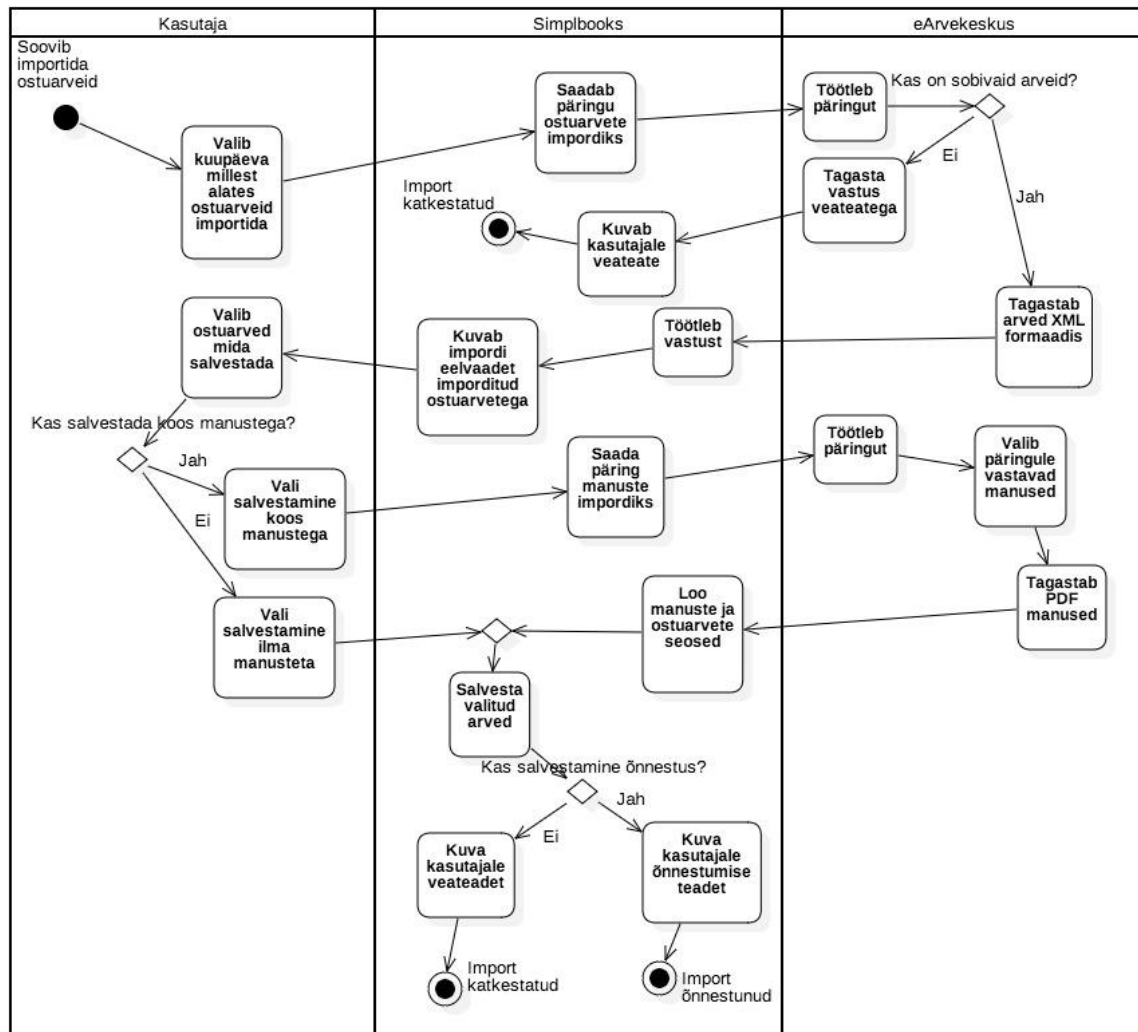 Kasutaja
Simplbooks
eArvekeskus
Soovib
importida
ostuarveid
Valib
kuupäeva
millest
alates
ostuarveid
importida
Saadab
päringu
ostuarvete
impordiks
Töötleb
päringut
Kas on sobivaid arveid?
Ei
Jah
Tagasta
vastus
veateatega
Kuvab
kasutajale
veateate
Import
katkestatud
Tagastab
arved XML
formaadis
Töötleb
vastust
Kuvab
impordi
eelvaadet
imporditud
ostuarvetega
Valib
ostuarved
mida
salvestada
Kas salvestada koos manustega?
Jah
Ei
Vali
salvestamine
koos
manustega
Saada
päring
manuste
impordiks
Töötleb
päringut
Valib
päringule
vastavad
manused
Tagastab
PDF
manused
Loo
manuste ja
ostuarvete
seosed
Vali
salvestamine
ilma
manusteta
Salvesta
valitud
arved
Kas salvestamine õnnestus?
Ei
Jah
Kuva
kasutajale
veateadet
Kuva
kasutajale
õnnestumise
teadet
Import
katkestatud
Import
õnnestunud